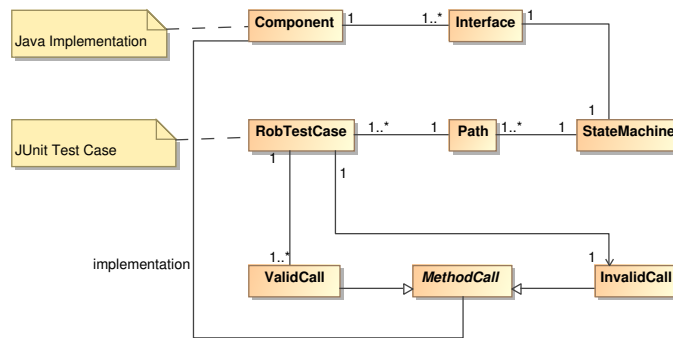 Component
1
1..*
Interface
1
Java Implementation
1
RobTestCase
1..*
1
Path
1..*
1
StateMachine
JUnit Test Case
1
1
implementation
1..*
1
ValidCall
MethodCall
InvalidCall